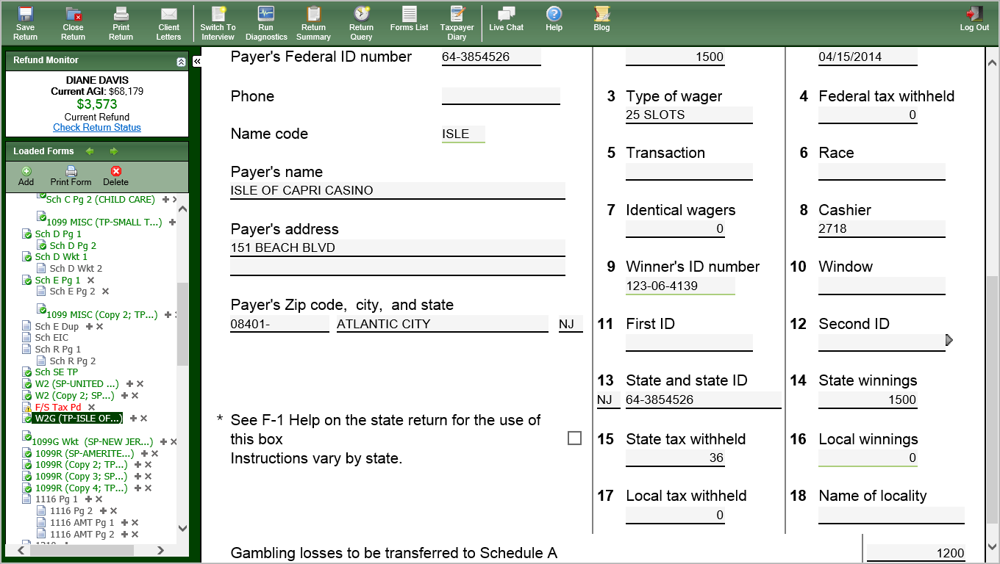 Save Return
Close Return
Print Return
Client Letters
Switch To Interview
Run Diagnostics
Return Summary
Return Query
Forms List
Taxpayer Diary
Live Chat
Help
Blog
Log Out
Refund Monitor
DIANE DAVIS
Current AGI: $68,179
$3,573
Current Refund
Check Return Status
Loaded Forms
Add
Print Form
Delete
Sch C Pg 2 (CHILD CARE)
1099 MISC (TP-SMALL T...)
Sch D Pg 1
Sch D Pg 2
Sch D Wkt 1
Sch D Wkt 2
Sch E Pg 1
Sch E Pg 2
1099 MISC (Copy 2; TP...)
Sch E Dup
Sch EIC
Sch R Pg 1
Sch R Pg 2
Sch SE TP
W2 (SP-UNITED ...)
W2 (Copy 2; SP...)
F/S Tax Pd
W2G (TP-ISLE OF...)
1099G Wkt (SP-NEW JER...)
1099R (SP-AMERITE...)
1099R (Copy 2; TP...)
1099R (Copy 3; SP...)
1099R (Copy 4; TP...)
1116 Pg 1
1116 Pg 2
1116 AMT Pg 1
1116 AMT Pg 2
Payer's Federal ID number 64-3854526
Phone
Name code ISLE
Payer's name
ISLE OF CAPRI CASINO
Payer's address
151 BEACH BLVD
Payer's Zip code, city, and state
08401- ATLANTIC CITY NJ
* See F-1 Help on the state return for the use of
this box
Instructions vary by state.
1500
04/15/2014
3 Type of wager
25 SLOTS
4 Federal tax withheld
0
5 Transaction
6 Race
7 Identical wagers
0
8 Cashier
2718
9 Winner's ID number
123-06-4139
10 Window
11 First ID
12 Second ID
13 State and state ID
NJ 64-3854526
14 State winnings
1500
15 State tax withheld
36
16 Local winnings
0
17 Local tax withheld
0
18 Name of locality
Gambling losses to be transferred to Schedule A 1200